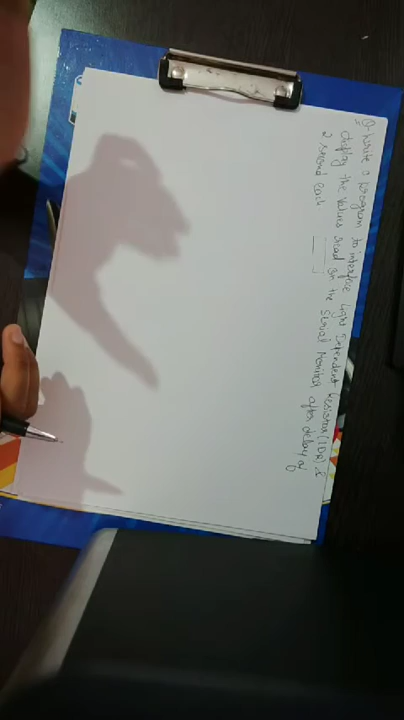 Q- Write a program to interface Light Dependent Resistor (LDR) &
display the values read on the Serial Monitor after delay of
2 second each